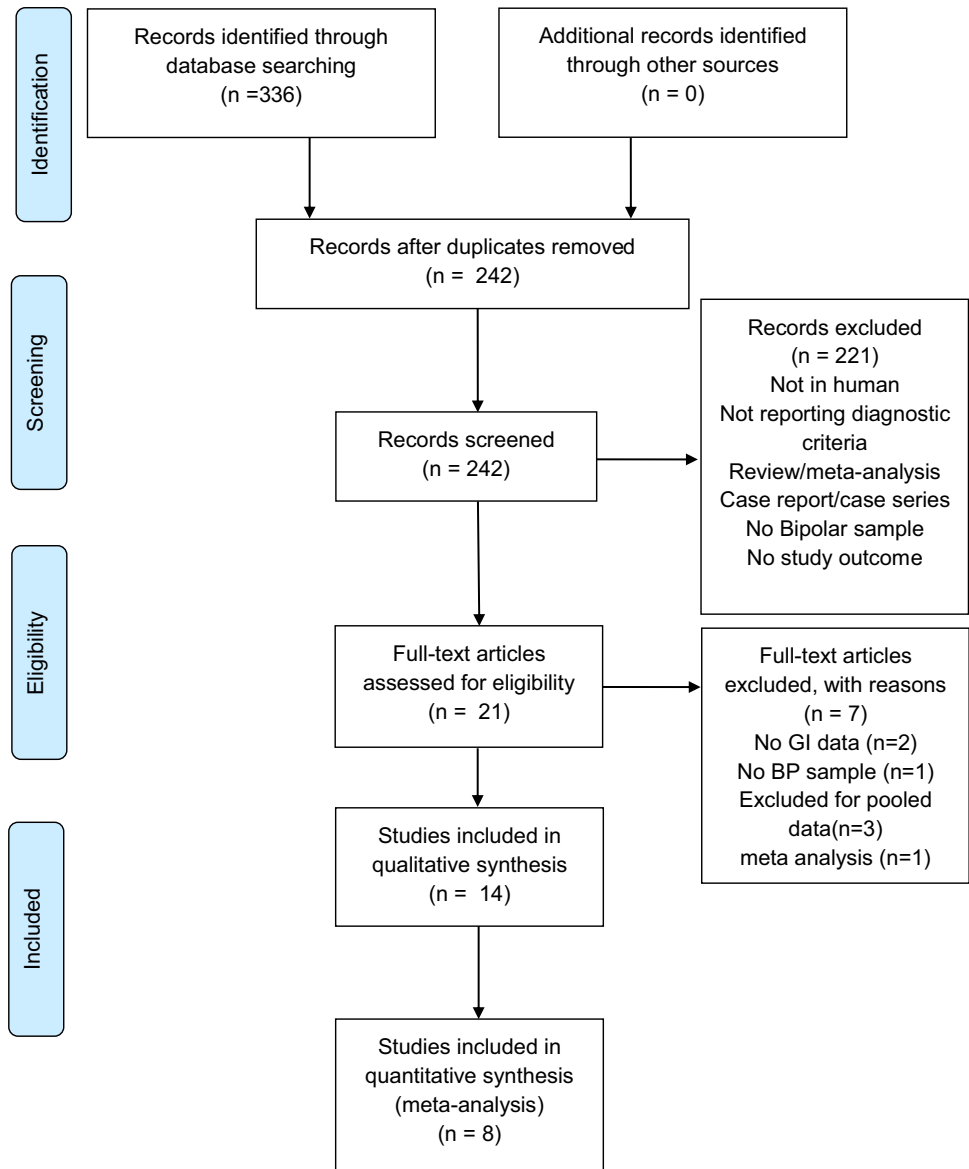 Identification
Records identified through
database searching
(n =336)
Additional records identified
through other sources
(n = 0)
Records after duplicates removed
(n = 242)
Screening
Records screened
(n = 242)
Records excluded
(n = 221)
Not in human
Not reporting diagnostic
criteria
Review/meta-analysis
Case report/case series
No Bipolar sample
No study outcome
Eligibility
Full-text articles
assessed for eligibility
(n = 21)
Full-text articles
excluded, with reasons
(n = 7)
No GI data (n=2)
No BP sample (n=1)
Excluded for pooled
data(n=3)
meta analysis (n=1)
Included
Studies included in
qualitative synthesis
(n = 14)
Studies included in
quantitative synthesis
(meta-analysis)
(n = 8)